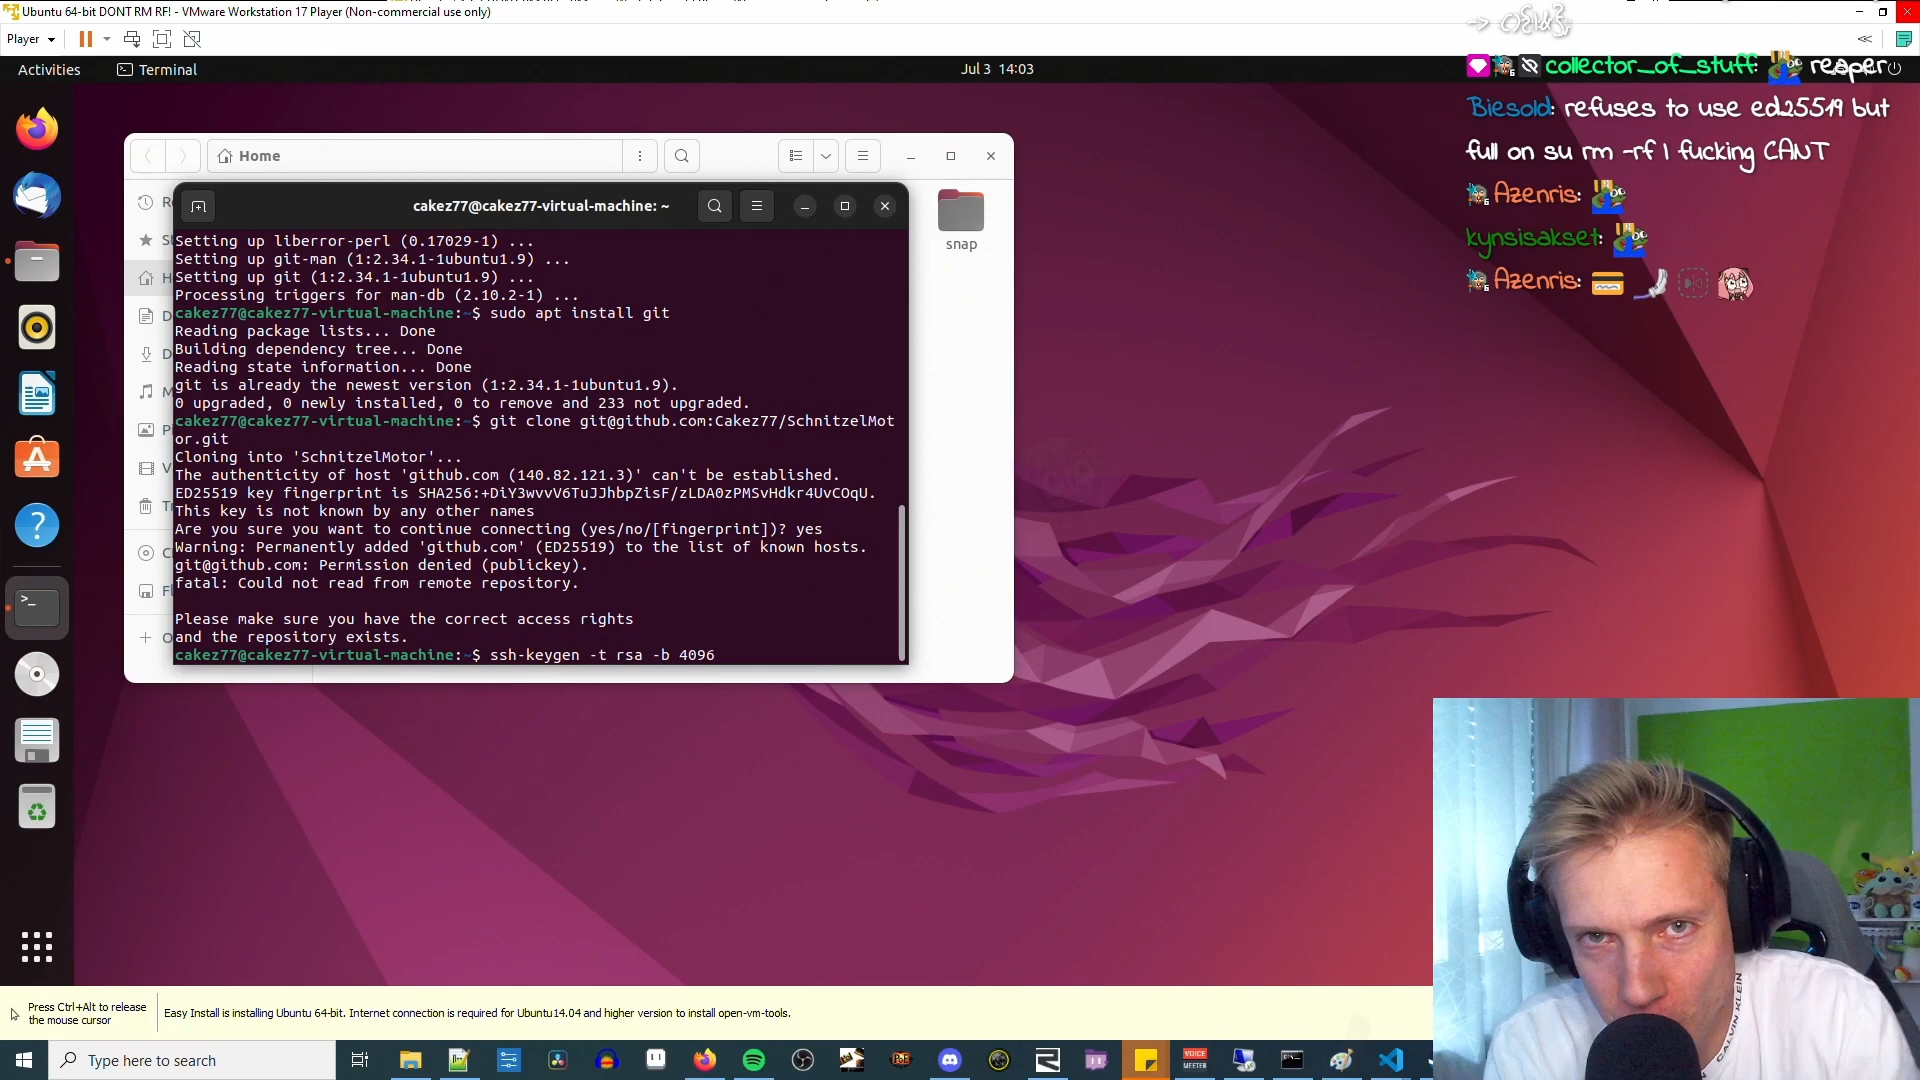 Ubuntu 64-bit DONT RM RF! - VMware Workstation 17 Player (Non-commercial use only)
Player
Activities
Terminal
Jul 3 14:03
collector_of_stuff: reaper
Biesold: refuses to use ed25519 but
full on su rm -rf I fucking CANT
Azenris:
kynsisakset:
Azenris:
Home
snap
cakez77@cakez77-virtual-machine: ~
Setting up liberror-perl (0.17029-1) ...
Setting up git-man (1:2.34.1-1ubuntu1.9) ...
Setting up git (1:2.34.1-1ubuntu1.9) ...
Processing triggers for man-db (2.10.2-1) ...
cakez77@cakez77-virtual-machine:~$ sudo apt install git
Reading package lists... Done
Building dependency tree... Done
Reading state information... Done
git is already the newest version (1:2.34.1-1ubuntu1.9).
0 upgraded, 0 newly installed, 0 to remove and 233 not upgraded.
cakez77@cakez77-virtual-machine:~$ git clone git@github.com:Cakez77/SchnitzelMot
or.git
Cloning into 'SchnitzelMotor'...
The authenticity of host 'github.com (140.82.121.3)' can't be established.
ED25519 key fingerprint is SHA256:+DiY3wvvV6TuJJhbpZisF/zLDA0zPMSvHdkr4UvCOqU.
This key is not known by any other names
Are you sure you want to continue connecting (yes/no/[fingerprint])? yes
Warning: Permanently added 'github.com' (ED25519) to the list of known hosts.
git@github.com: Permission denied (publickey).
fatal: Could not read from remote repository.
Please make sure you have the correct access rights
and the repository exists.
cakez77@cakez77-virtual-machine:~$ ssh-keygen -t rsa -b 4096
CALVIN KLEIN
Press Ctrl+Alt to release
the mouse cursor
Easy Install is installing Ubuntu 64-bit. Internet connection is required for Ubuntu14.04 and higher version to install open-vm-tools.
Type here to search
VOICE
MEETER